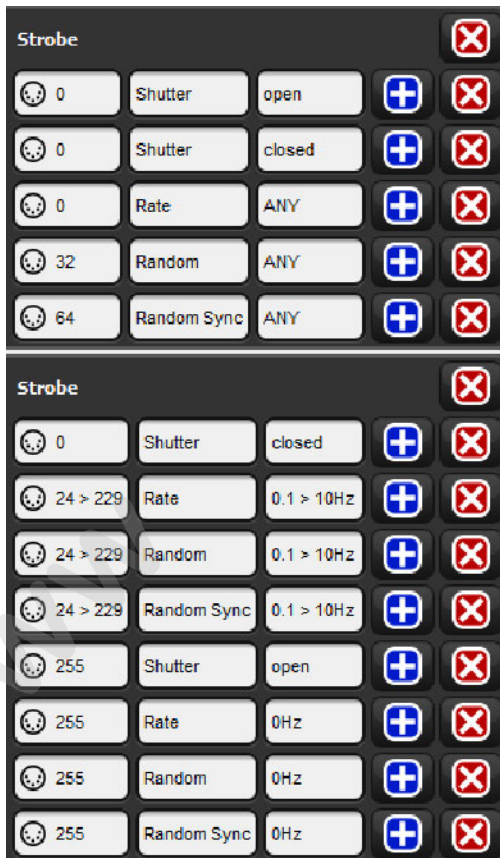 Strobe
0 Shutter open
0 Shutter closed
0 Rate ANY
32 Random ANY
64 Random Sync ANY
Strobe
0 Shutter closed
24 > 229 Rate 0.1 > 10Hz
24 > 229 Random 0.1 > 10Hz
24 > 229 Random Sync 0.1 > 10Hz
255 Shutter open
255 Rate 0Hz
255 Random 0Hz
255 Random Sync 0Hz